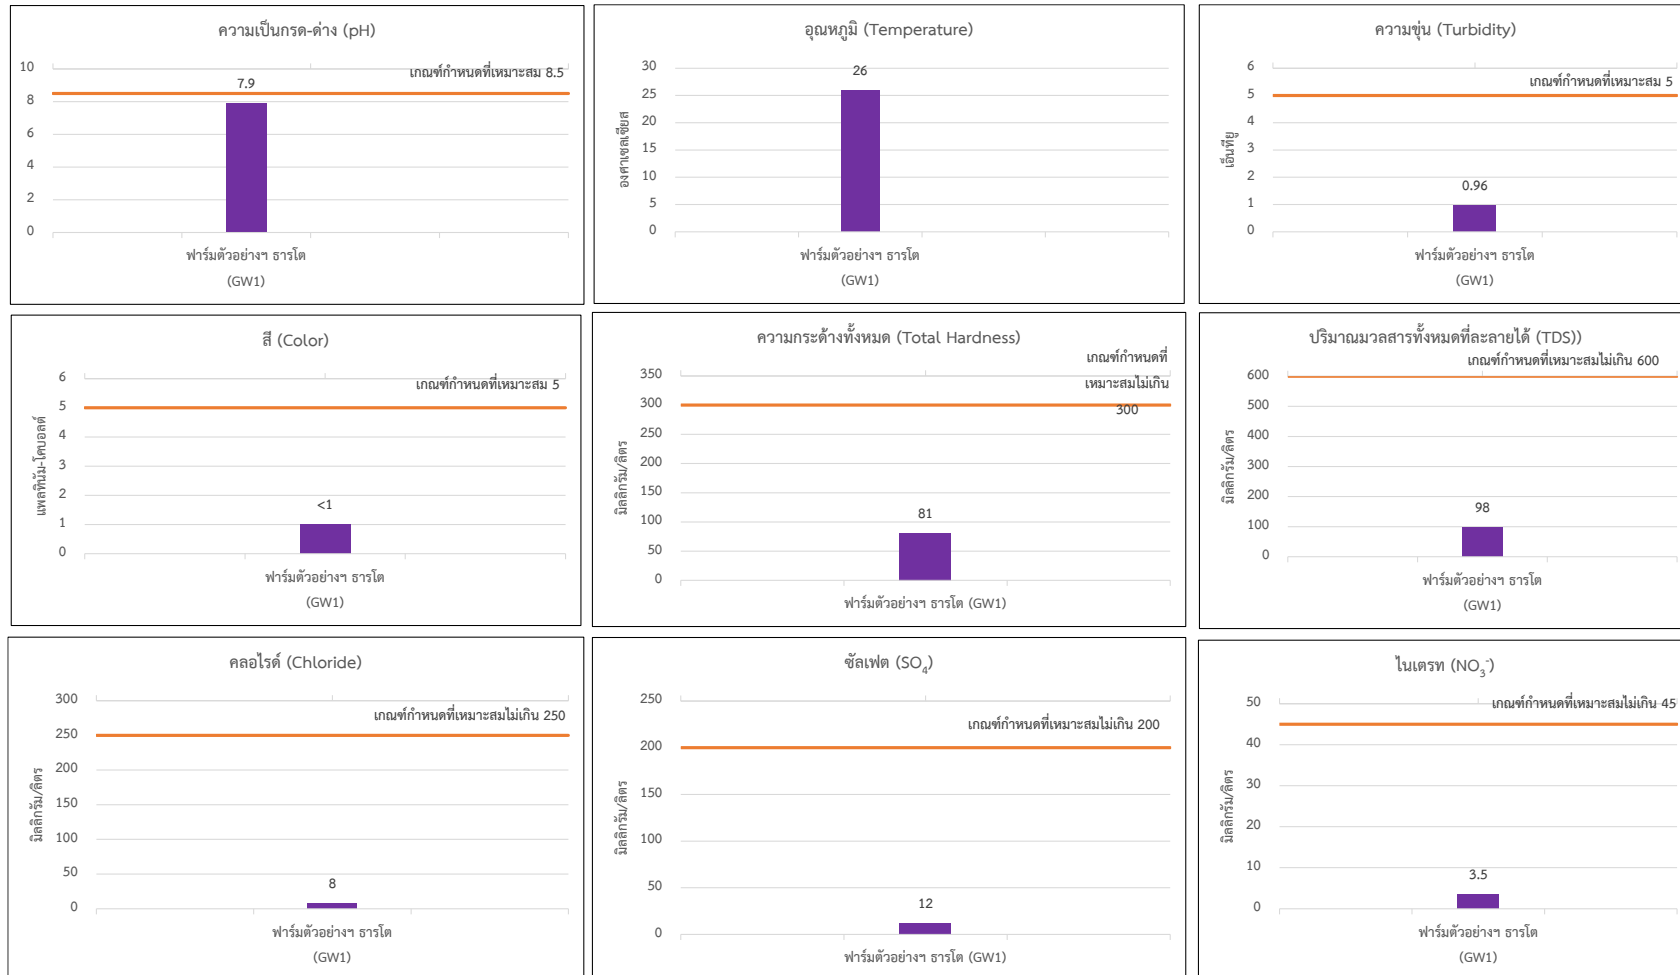 ความเป็นกรด-ด่าง (pH)
เกณฑ์กำหนดที่เหมาะสม 8.5
10
8
6
4
2
0
7.9
ฟาร์มตัวอย่างฯ ธารโต
(GW1)
อุณหภูมิ (Temperature)
องศาเซลเซียส
30
25
20
15
10
5
0
26
ฟาร์มตัวอย่างฯ ธารโต
(GW1)
ความขุ่น (Turbidity)
เกณฑ์กำหนดที่เหมาะสม 5
เอ็นทียู
6
5
4
3
2
1
0
0.96
ฟาร์มตัวอย่างฯ ธารโต
(GW1)
สี (Color)
เกณฑ์กำหนดที่เหมาะสม 5
แพลทินัม-โคบอลต์
6
5
4
3
2
1
0
<1
ฟาร์มตัวอย่างฯ ธารโต
(GW1)
ความกระด้างทั้งหมด (Total Hardness)
เกณฑ์กำหนดที่
เหมาะสมไม่เกิน
300
มิลลิกรัม/ลิตร
350
300
250
200
150
100
50
0
81
ฟาร์มตัวอย่างฯ ธารโต (GW1)
ปริมาณมวลสารทั้งหมดที่ละลายได้ (TDS))
เกณฑ์กำหนดที่เหมาะสมไม่เกิน 600
มิลลิกรัม/ลิตร
600
500
400
300
200
100
0
98
ฟาร์มตัวอย่างฯ ธารโต
(GW1)
คลอไรด์ (Chloride)
เกณฑ์กำหนดที่เหมาะสมไม่เกิน 250
มิลลิกรัม/ลิตร
300
250
200
150
100
50
0
8
ฟาร์มตัวอย่างฯ ธารโต
(GW1)
ซัลเฟต (SO₄)
เกณฑ์กำหนดที่เหมาะสมไม่เกิน 200
มิลลิกรัม/ลิตร
250
200
150
100
50
0
12
ฟาร์มตัวอย่างฯ ธารโต (GW1)
ไนเตรท (NO₃⁻)
เกณฑ์กำหนดที่เหมาะสมไม่เกิน 45
มิลลิกรัม/ลิตร
50
40
30
20
10
0
3.5
ฟาร์มตัวอย่างฯ ธารโต
(GW1)